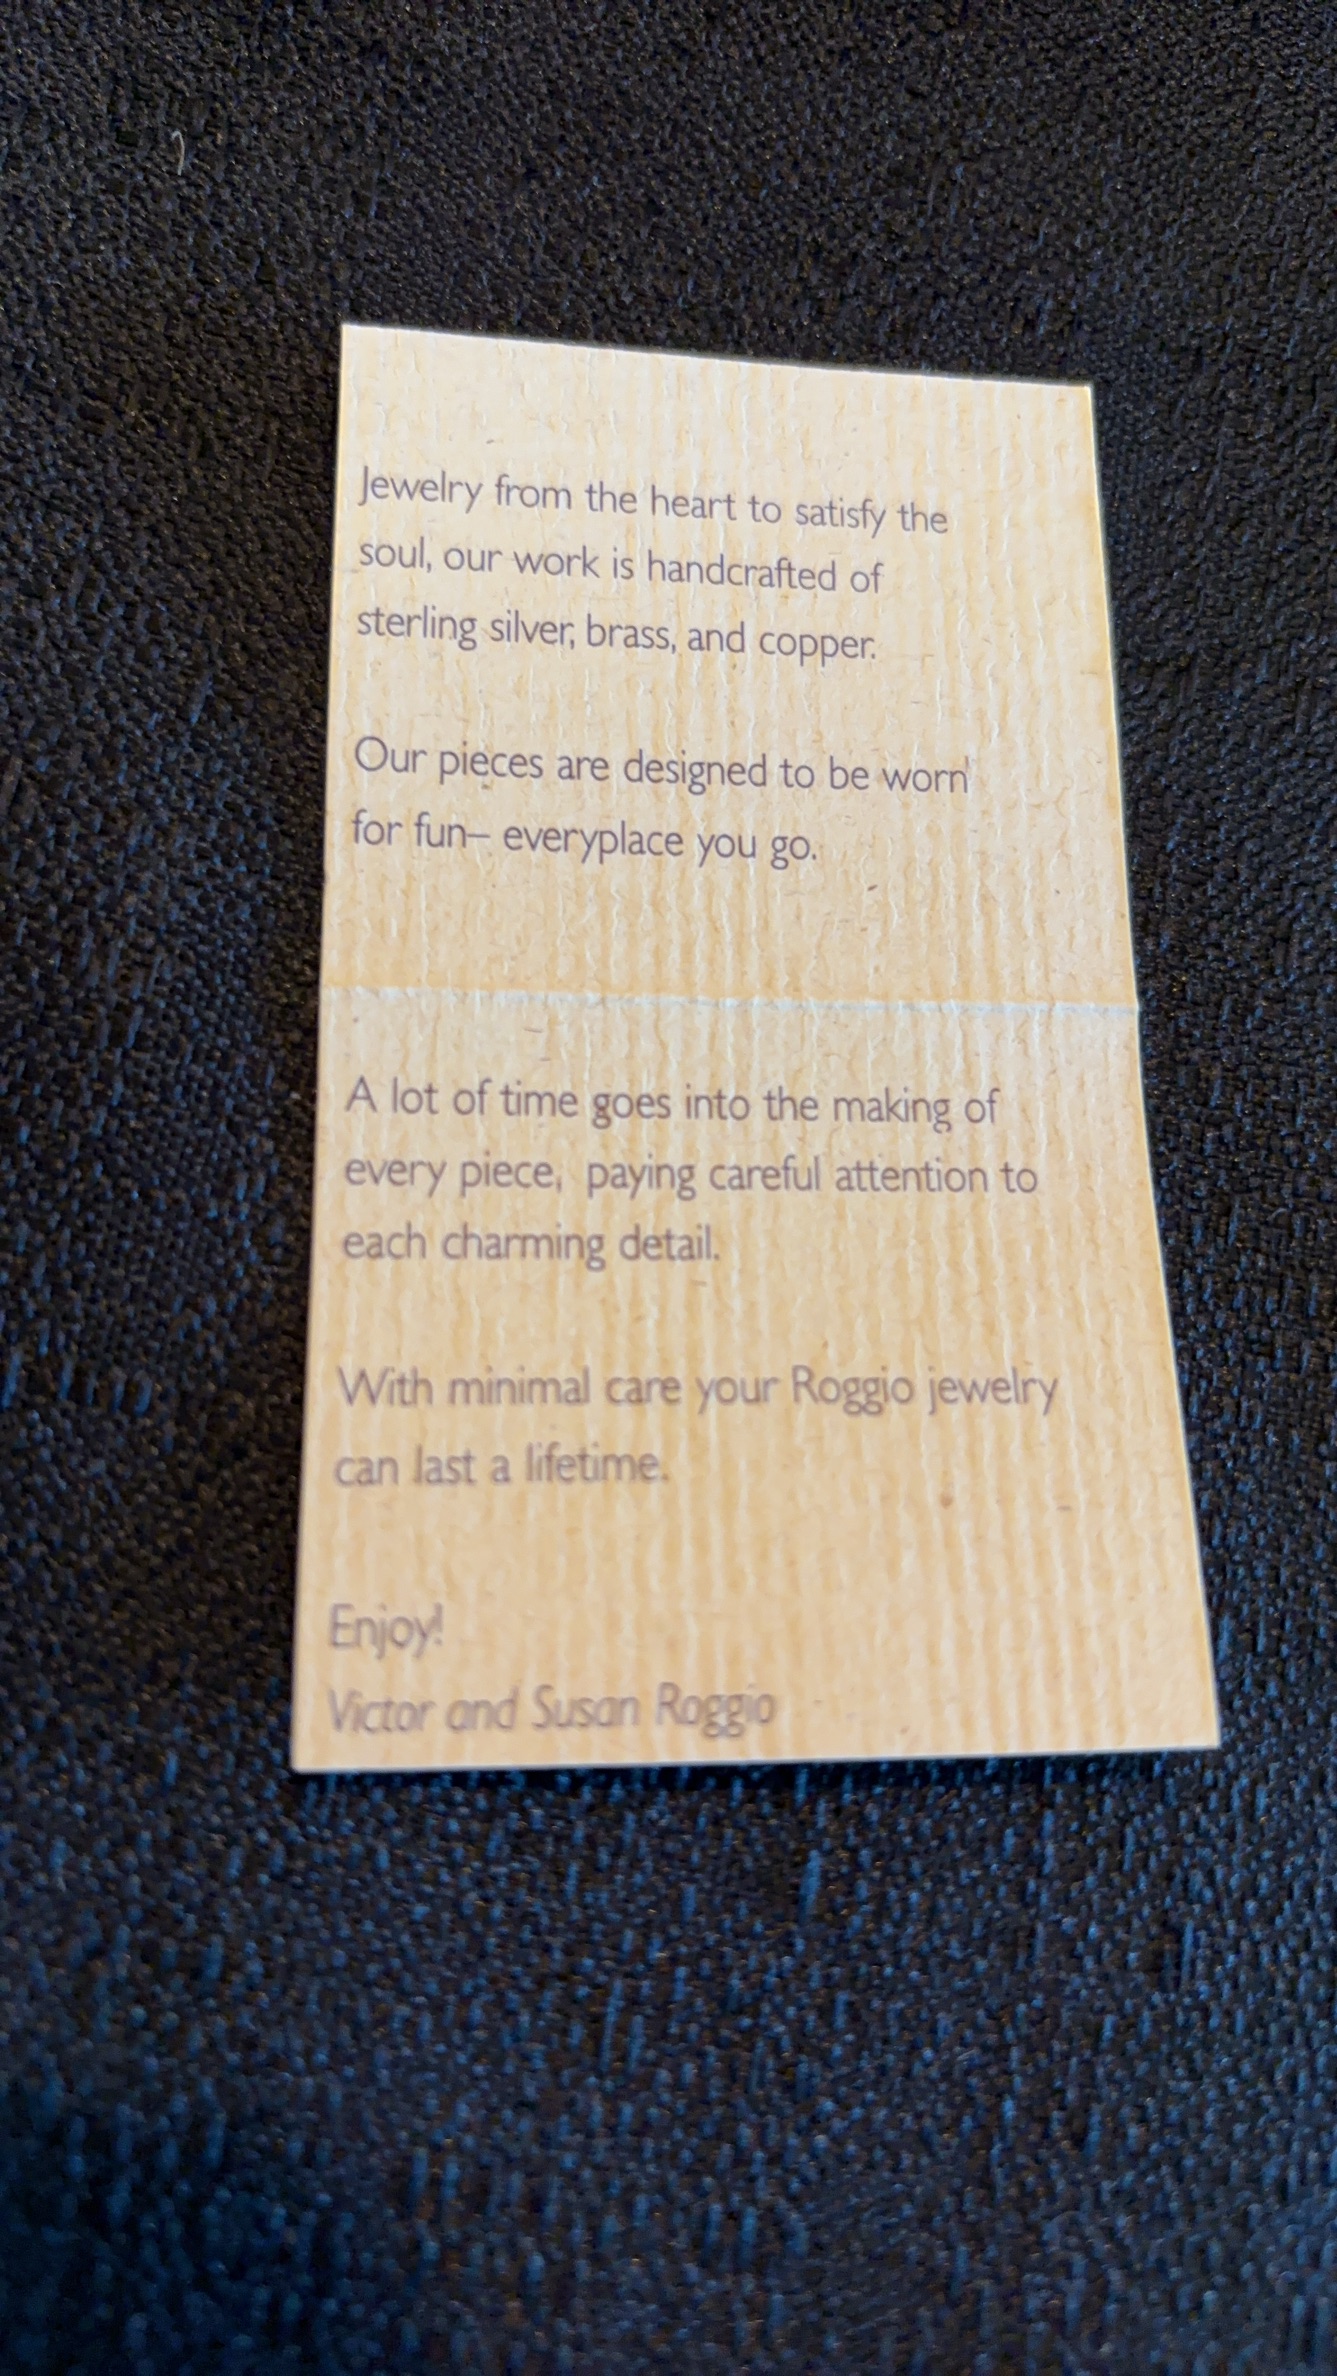 Jewelry from the heart to satisfy the
soul, our work is handcrafted of
sterling silver, brass, and copper.
Our pieces are designed to be worn
for fun– everyplace you go.
A lot of time goes into the making of
every piece, paying careful attention to
each charming detail.
With minimal care your Roggio jewelry
can last a lifetime.
Enjoy!
Victor and Susan Roggio